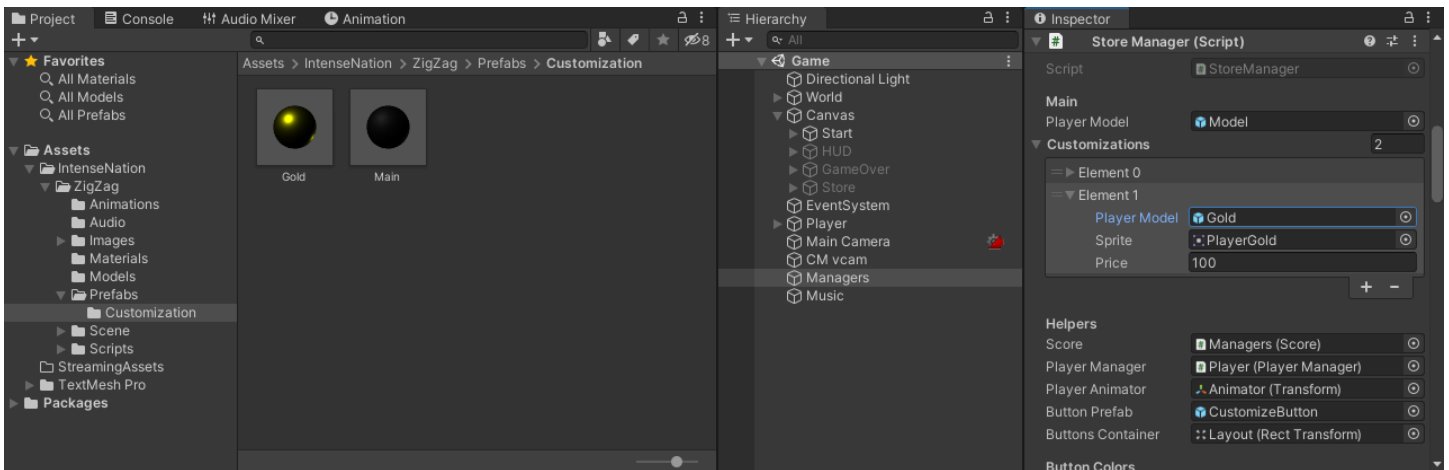 Project
Console
Audio Mixer
Animation
8
Favorites
All Materials
All Models
All Prefabs
Assets
IntenseNation
ZigZag
Animations
Audio
Images
Materials
Models
Prefabs
Customization
Scene
Scripts
StreamingAssets
TextMesh Pro
Packages
Assets > IntenseNation > ZigZag > Prefabs > Customization
Gold
Main
Hierarchy
All
Game
Directional Light
World
Canvas
Start
HUD
GameOver
Store
EventSystem
Player
Main Camera
CM vcam
Managers
Music
Inspector
# Store Manager (Script)
Script # StoreManager
Main
Player Model Model
Customizations 2
Element 0
Element 1
Player Model Gold
Sprite PlayerGold
Price 100
+ -
Helpers
Score # Managers (Score)
Player Manager # Player (Player Manager)
Player Animator Animator (Transform)
Button Prefab CustomizeButton
Buttons Container Layout (Rect Transform)
Button Colors